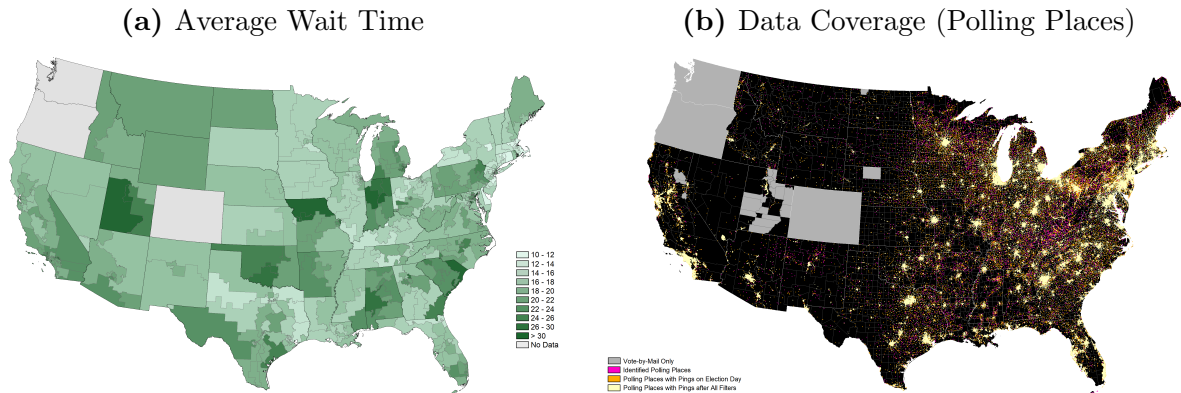 (a) Average Wait Time
10 - 12
12 - 14
14 - 16
16 - 18
18 - 20
20 - 22
22 - 24
24 - 26
26 - 30
> 30
No Data
(b) Data Coverage (Polling Places)
Vote-by-Mail Only
Identified Polling Places
Polling Places with Pings on Election Day
Polling Places with Pings after All Filters